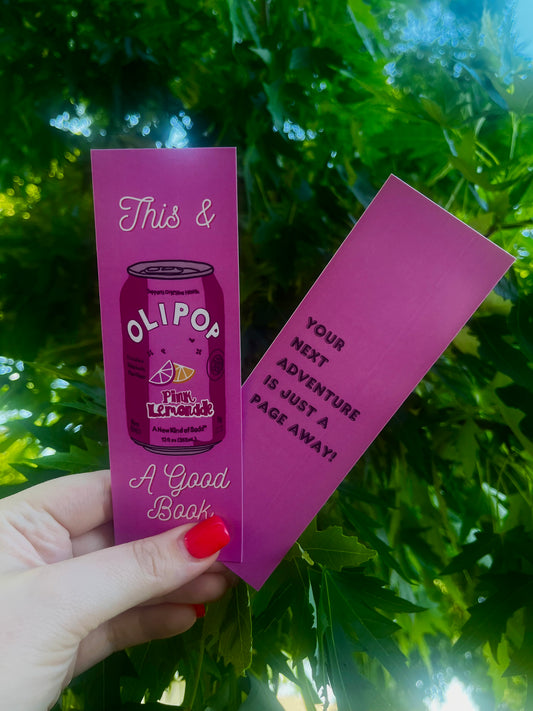 This &
OLIPOP
Pink
Lemonade
A New Kind of Soda
A Good
Book
YOUR
NEXT
ADVENTURE
IS JUST A
PAGE AWAY!